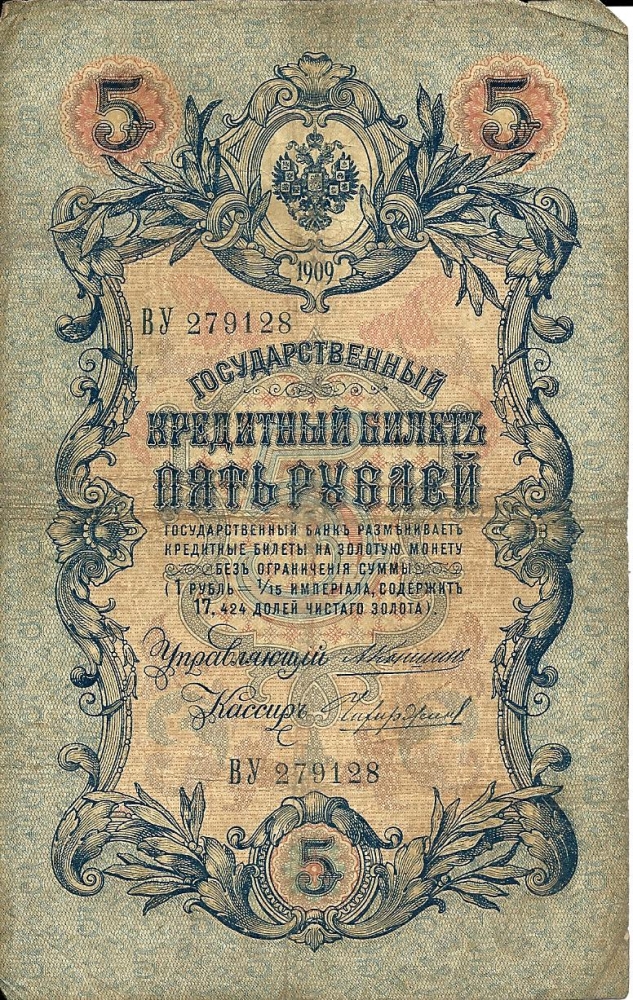 5 5
1909
ВУ 279128
ГОСУДАРСТВЕННЫЙ
КРЕДИТНЫЙ БИЛЕТЪ
ПЯТЬ РУБЛЕЙ
ГОСУДАРСТВЕННЫЙ БАНКЪ РАЗМѢНИВАЕТЪ
КРЕДИТНЫЕ БИЛЕТЫ НА ЗОЛОТУЮ МОНЕТУ
БЕЗЪ ОГРАНИЧЕНІЯ СУММЫ
(1 РУБЛЬ — 1/15 ИМПЕРІАЛА, СОДЕРЖИТЪ
17,424 ДОЛЕЙ ЧИСТАГО ЗОЛОТА)
Управляющій
Кассиръ
ВУ 279128
5